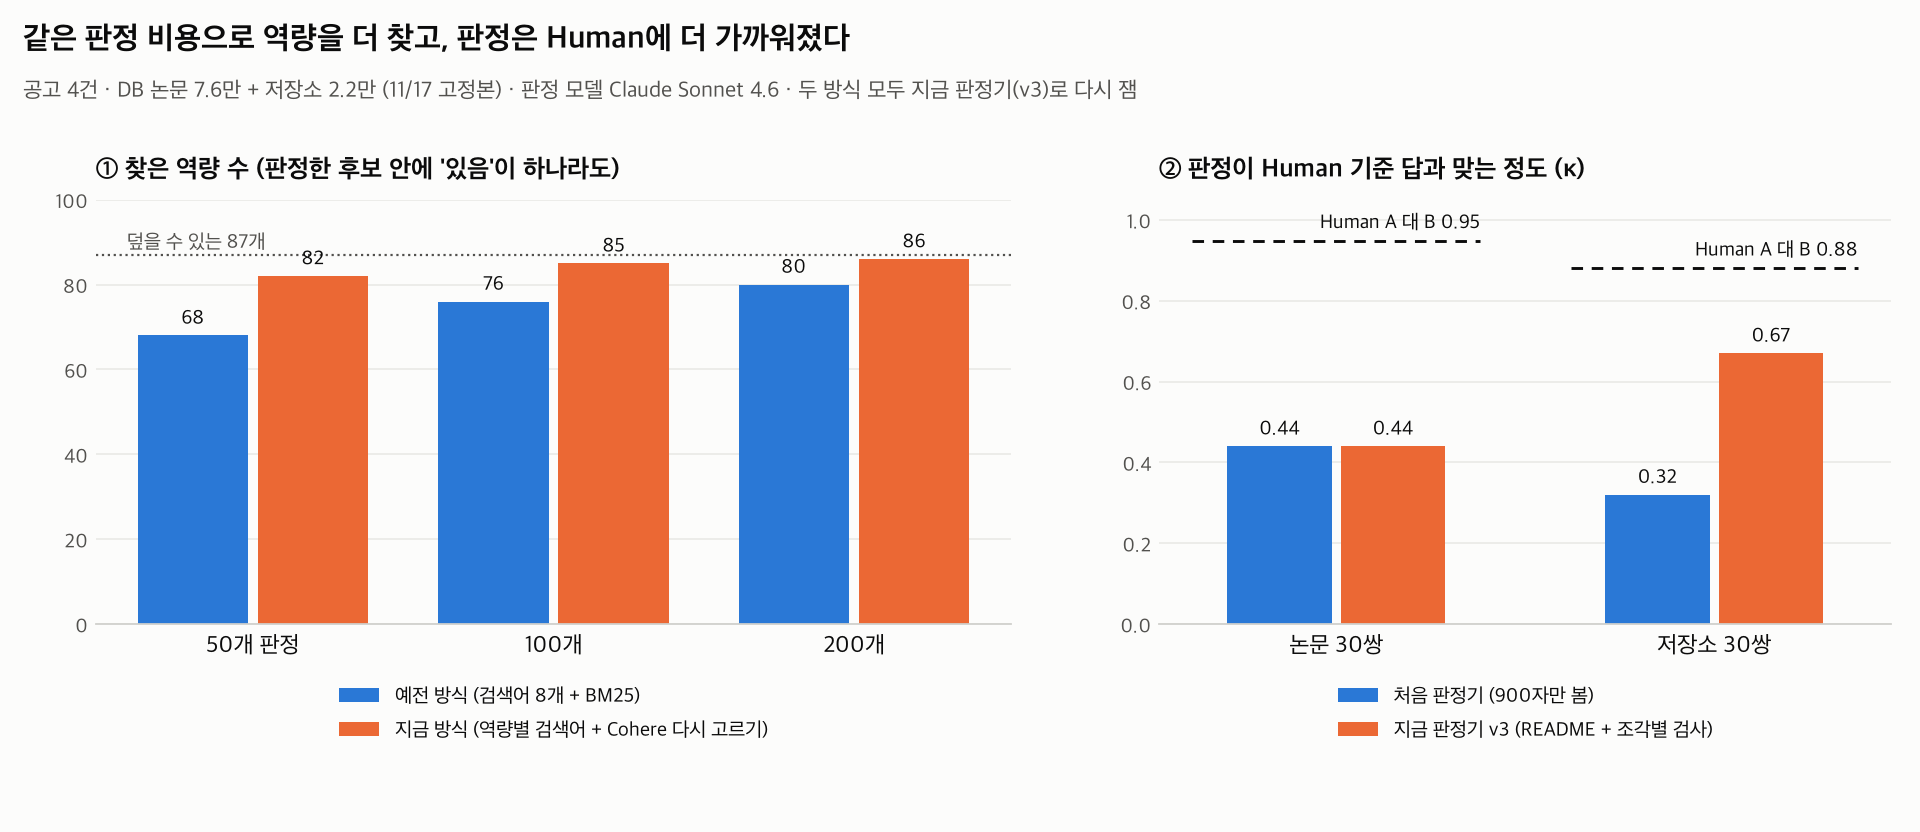 같은 판정 비용으로 역량을 더 찾고, 판정은 Human에 더 가까워졌다
공고 4건 · DB 논문 7.6만 + 저장소 2.2만 (11/17 고정본) · 판정 모델 Claude Sonnet 4.6 · 두 방식 모두 지금 판정기(v3)로 다시 잼
① 찾은 역량 수 (판정한 후보 안에 '있음'이 하나라도)
100
80
60
40
20
0
덮을 수 있는 87개
68
82
76
85
80
86
50개 판정
100개
200개
예전 방식 (검색어 8개 + BM25)
지금 방식 (역량별 검색어 + Cohere 다시 고르기)
② 판정이 Human 기준 답과 맞는 정도 (κ)
1.0
0.8
0.6
0.4
0.2
0.0
Human A 대 B 0.95
Human A 대 B 0.88
0.44
0.44
0.32
0.67
논문 30쌍
저장소 30쌍
처음 판정기 (900자만 봄)
지금 판정기 v3 (README + 조각별 검사)